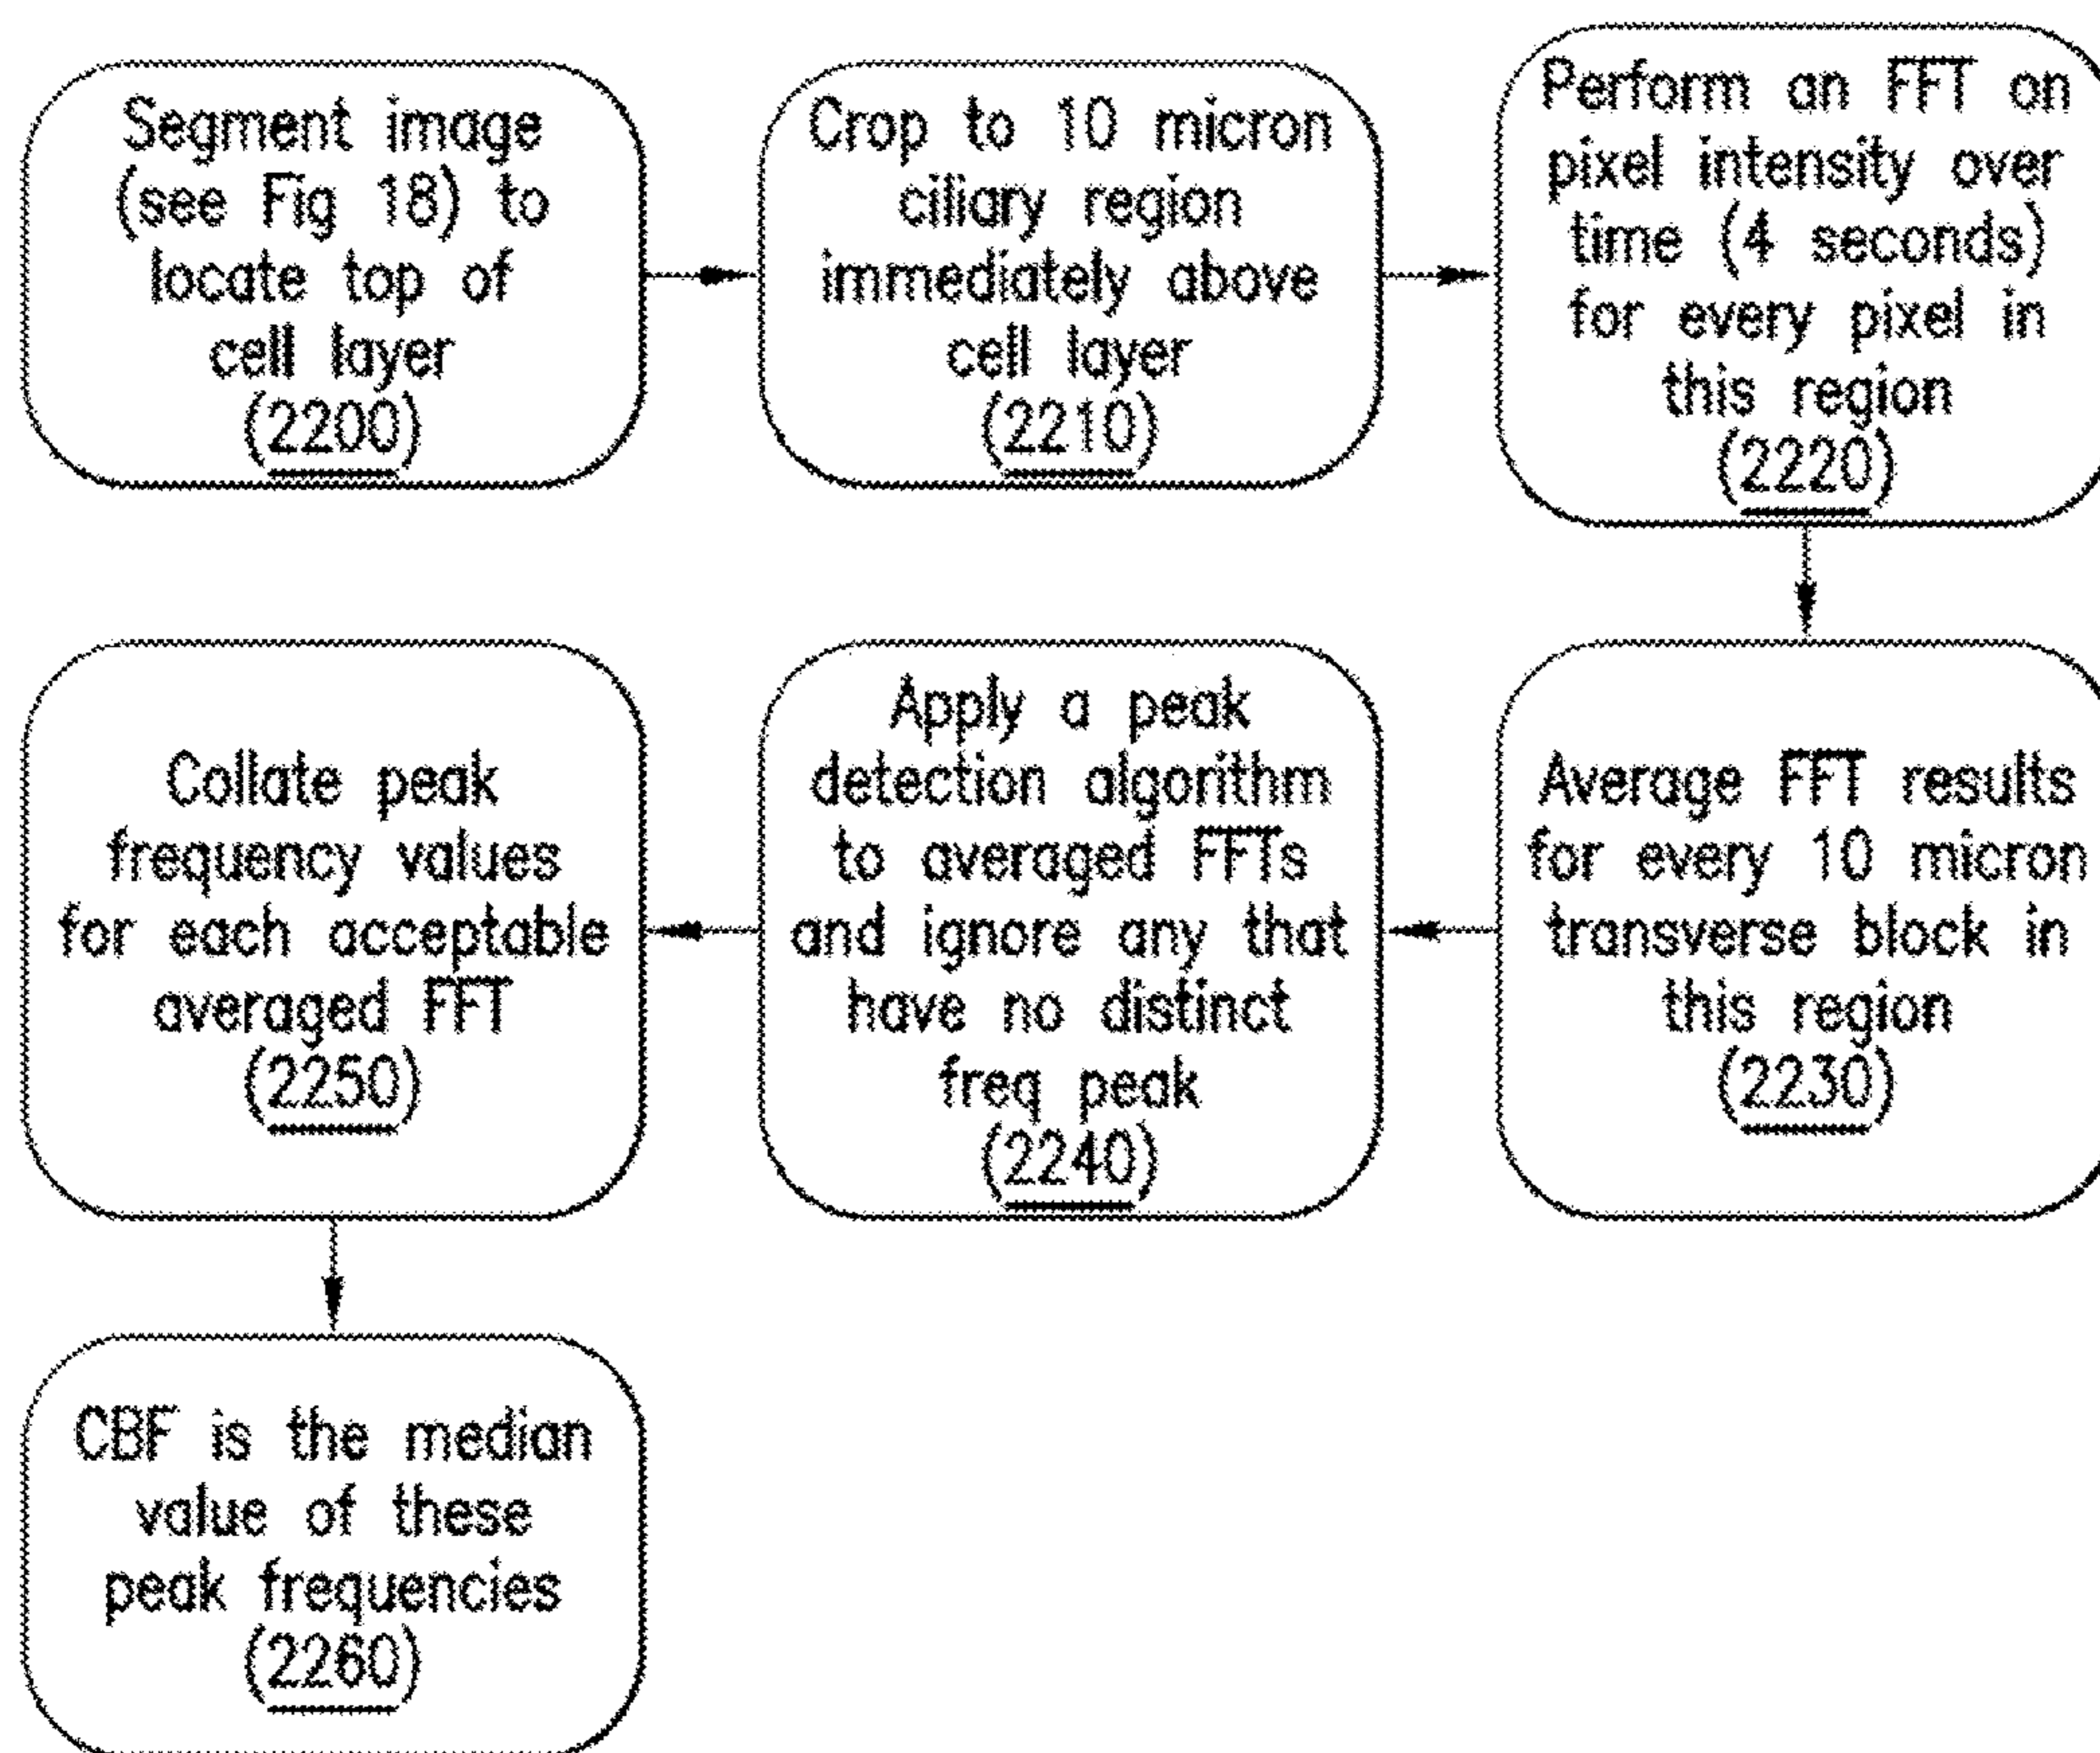 Segment image
(see Fig 18) to
locate top of
cell layer
(2200)
Crop to 10 micron
ciliary region
immediately above
cell layer
(2210)
Perform an FFT on
pixel intensity over
time (4 seconds)
for every pixel in
this region
(2220)
Average FFT results
for every 10 micron
transverse block in
this region
(2230)
Apply a peak
detection algorithm
to averaged FFTs
and ignore any that
have no distinct
freq peak
(2240)
Collate peak
frequency values
for each acceptable
averaged FFT
(2250)
CBF is the median
value of these
peak frequencies
(2260)